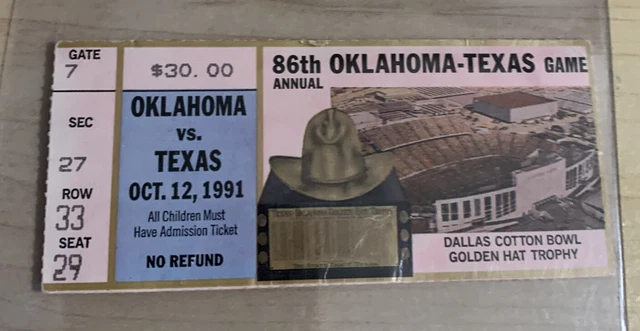 GATE
7
SEC
27
ROW
33
SEAT
29
$30.00
OKLAHOMA
vs.
TEXAS
OCT. 12, 1991
All Children Must
Have Admission Ticket
NO REFUND
86th OKLAHOMA-TEXAS GAME
ANNUAL
DALLAS COTTON BOWL
GOLDEN HAT TROPHY